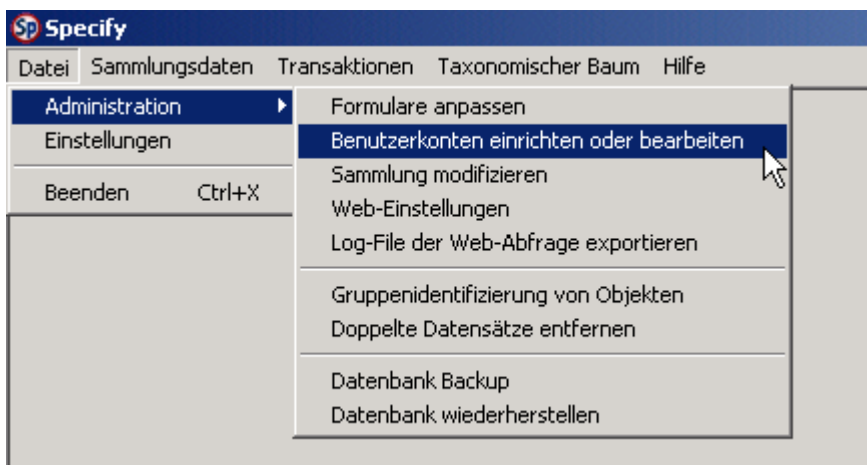 Sp Specify
Datei Sammlungsdaten Transaktionen Taxonomischer Baum Hilfe
Administration
Einstellungen
Beenden Ctrl+X
Formulare anpassen
Benutzerkonten einrichten oder bearbeiten
Sammlung modifizieren
Web-Einstellungen
Log-File der Web-Abfrage exportieren
Gruppenidentifizierung von Objekten
Doppelte Datensätze entfernen
Datenbank Backup
Datenbank wiederherstellen